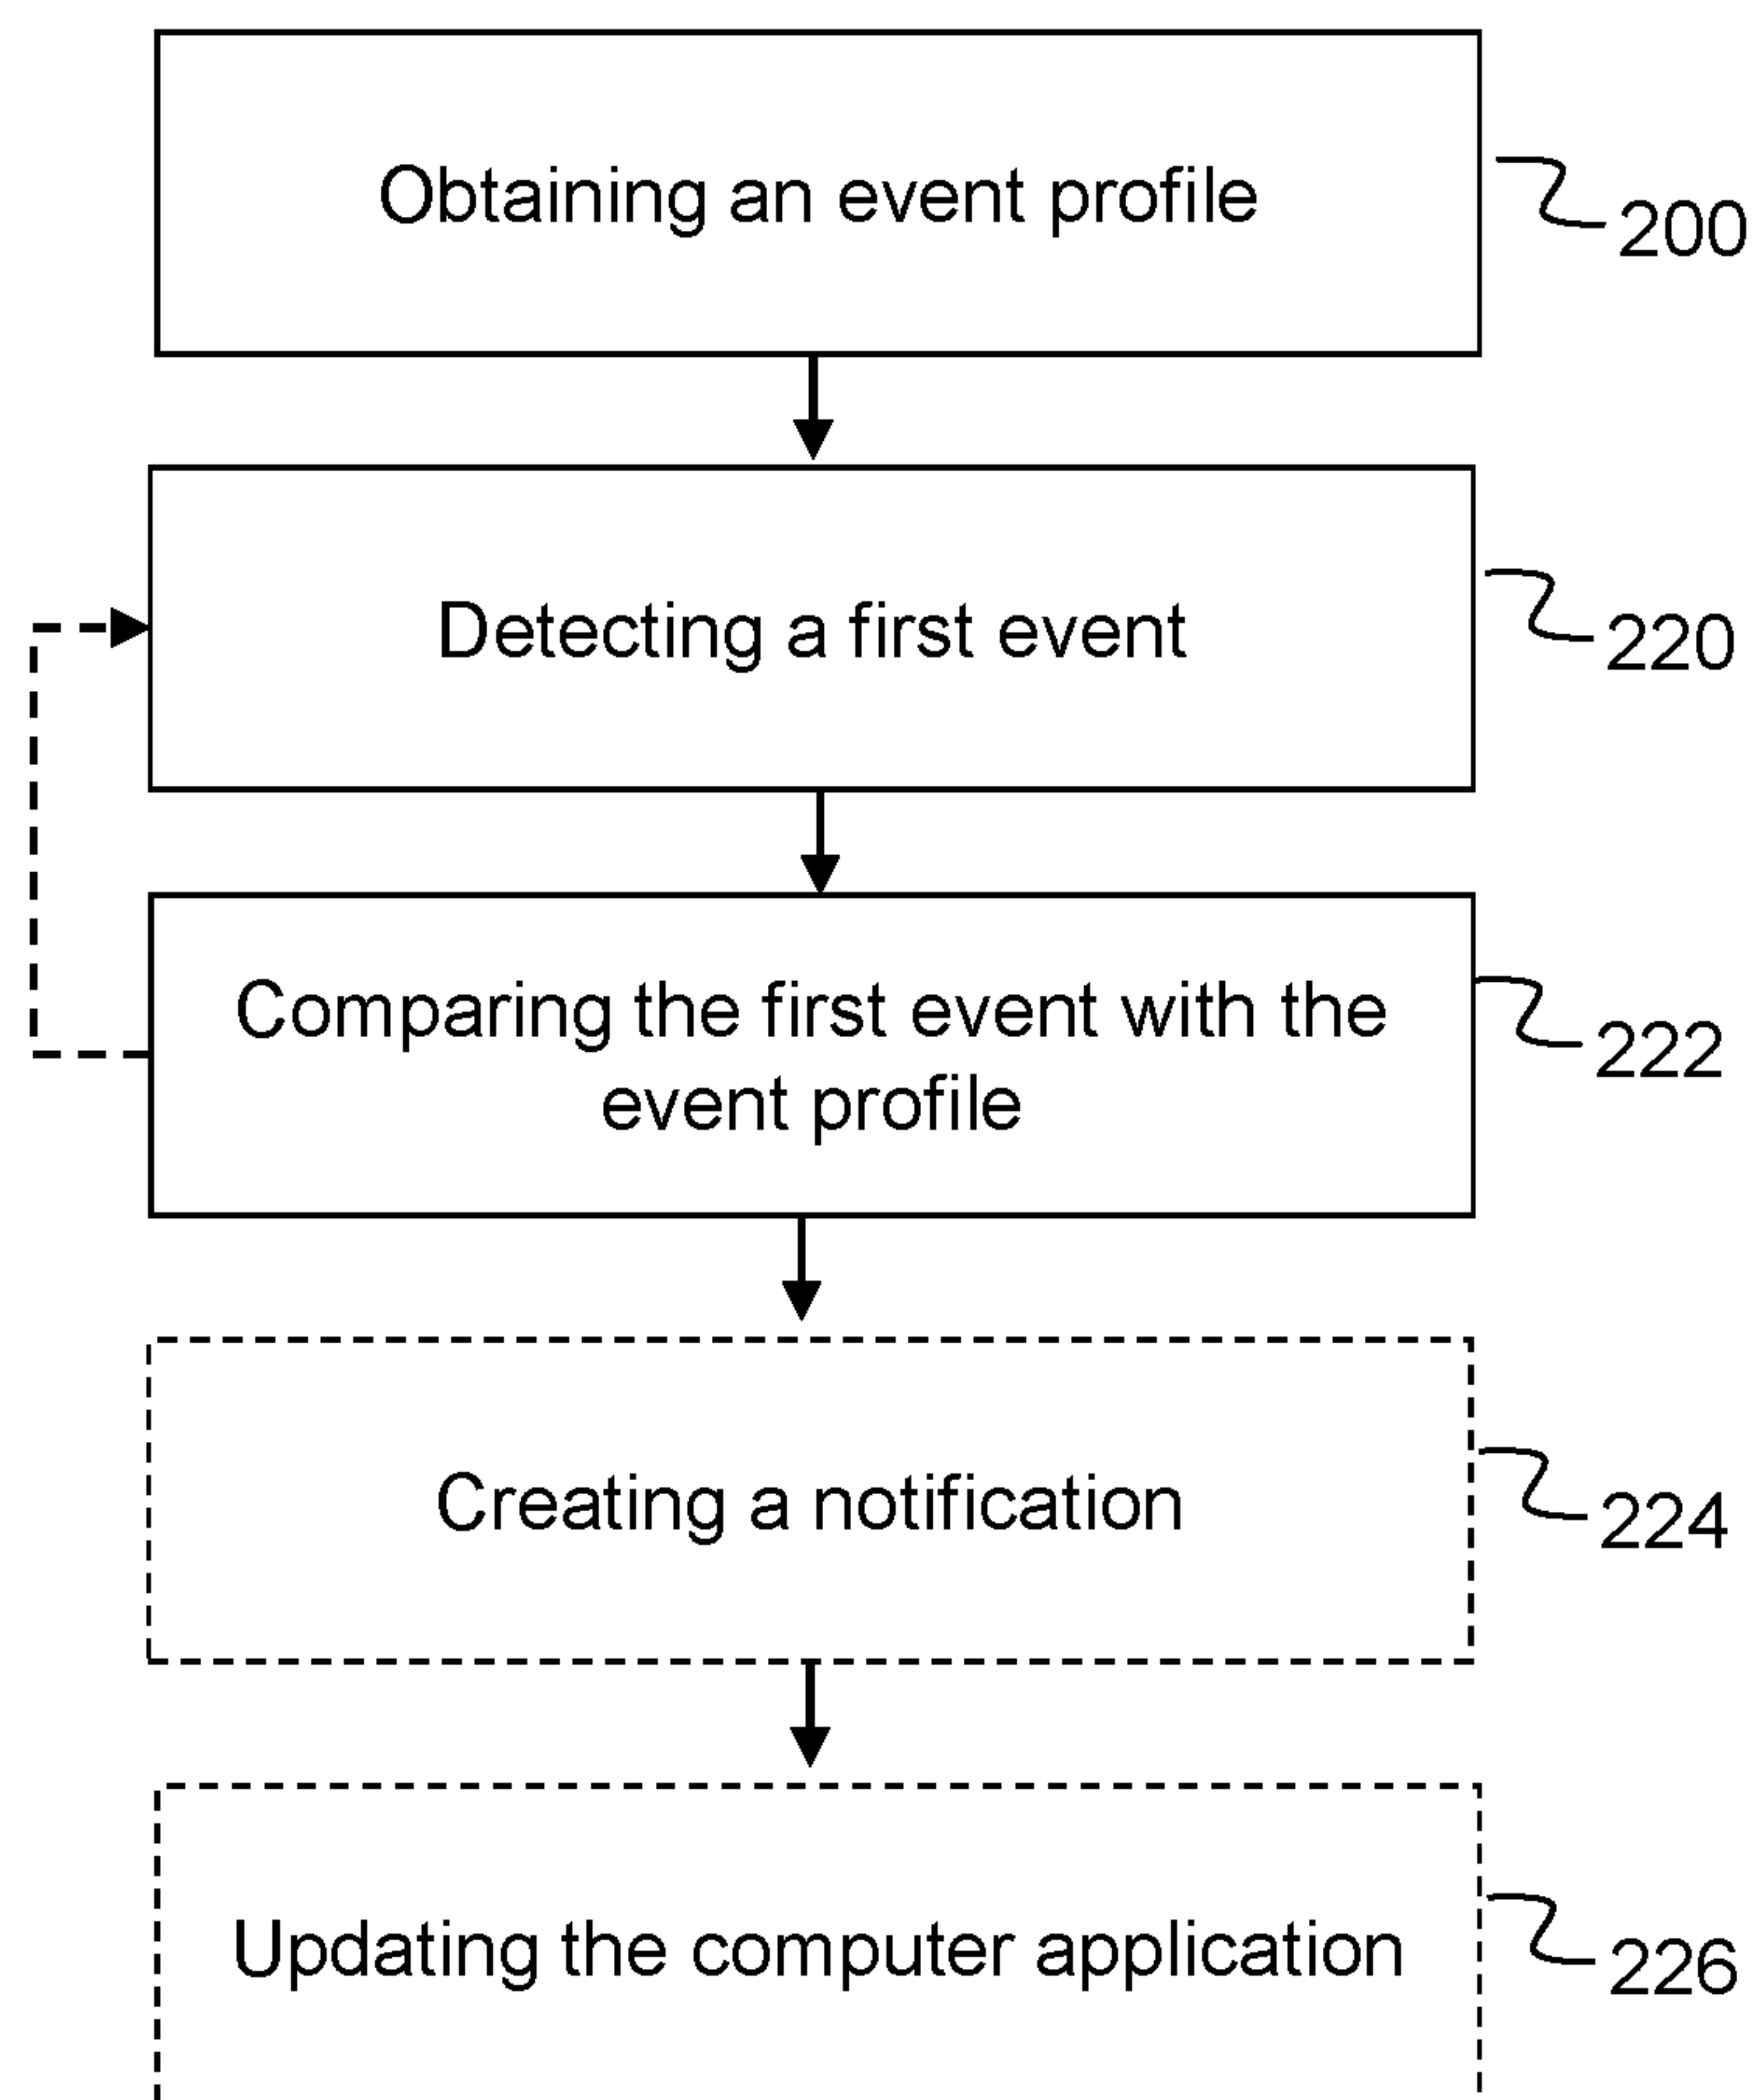 Obtaining an event profile
200
Detecting a first event
220
Comparing the first event with the
event profile
222
Creating a notification
224
Updating the computer application
226